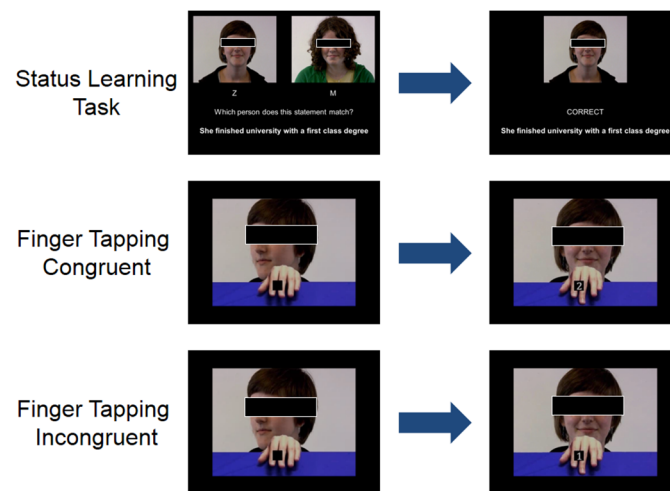 Status Learning
Task
Z
M
Which person does this statement match?
She finished university with a first class degree
CORRECT
She finished university with a first class degree
Finger Tapping
Congruent
2
Finger Tapping
Incongruent
1